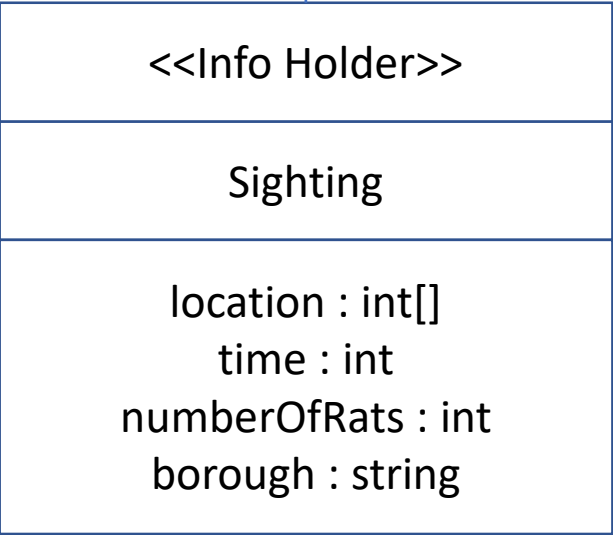 <<Info Holder>>
Sighting
location : int[]
time : int
numberOfRats : int
borough : string